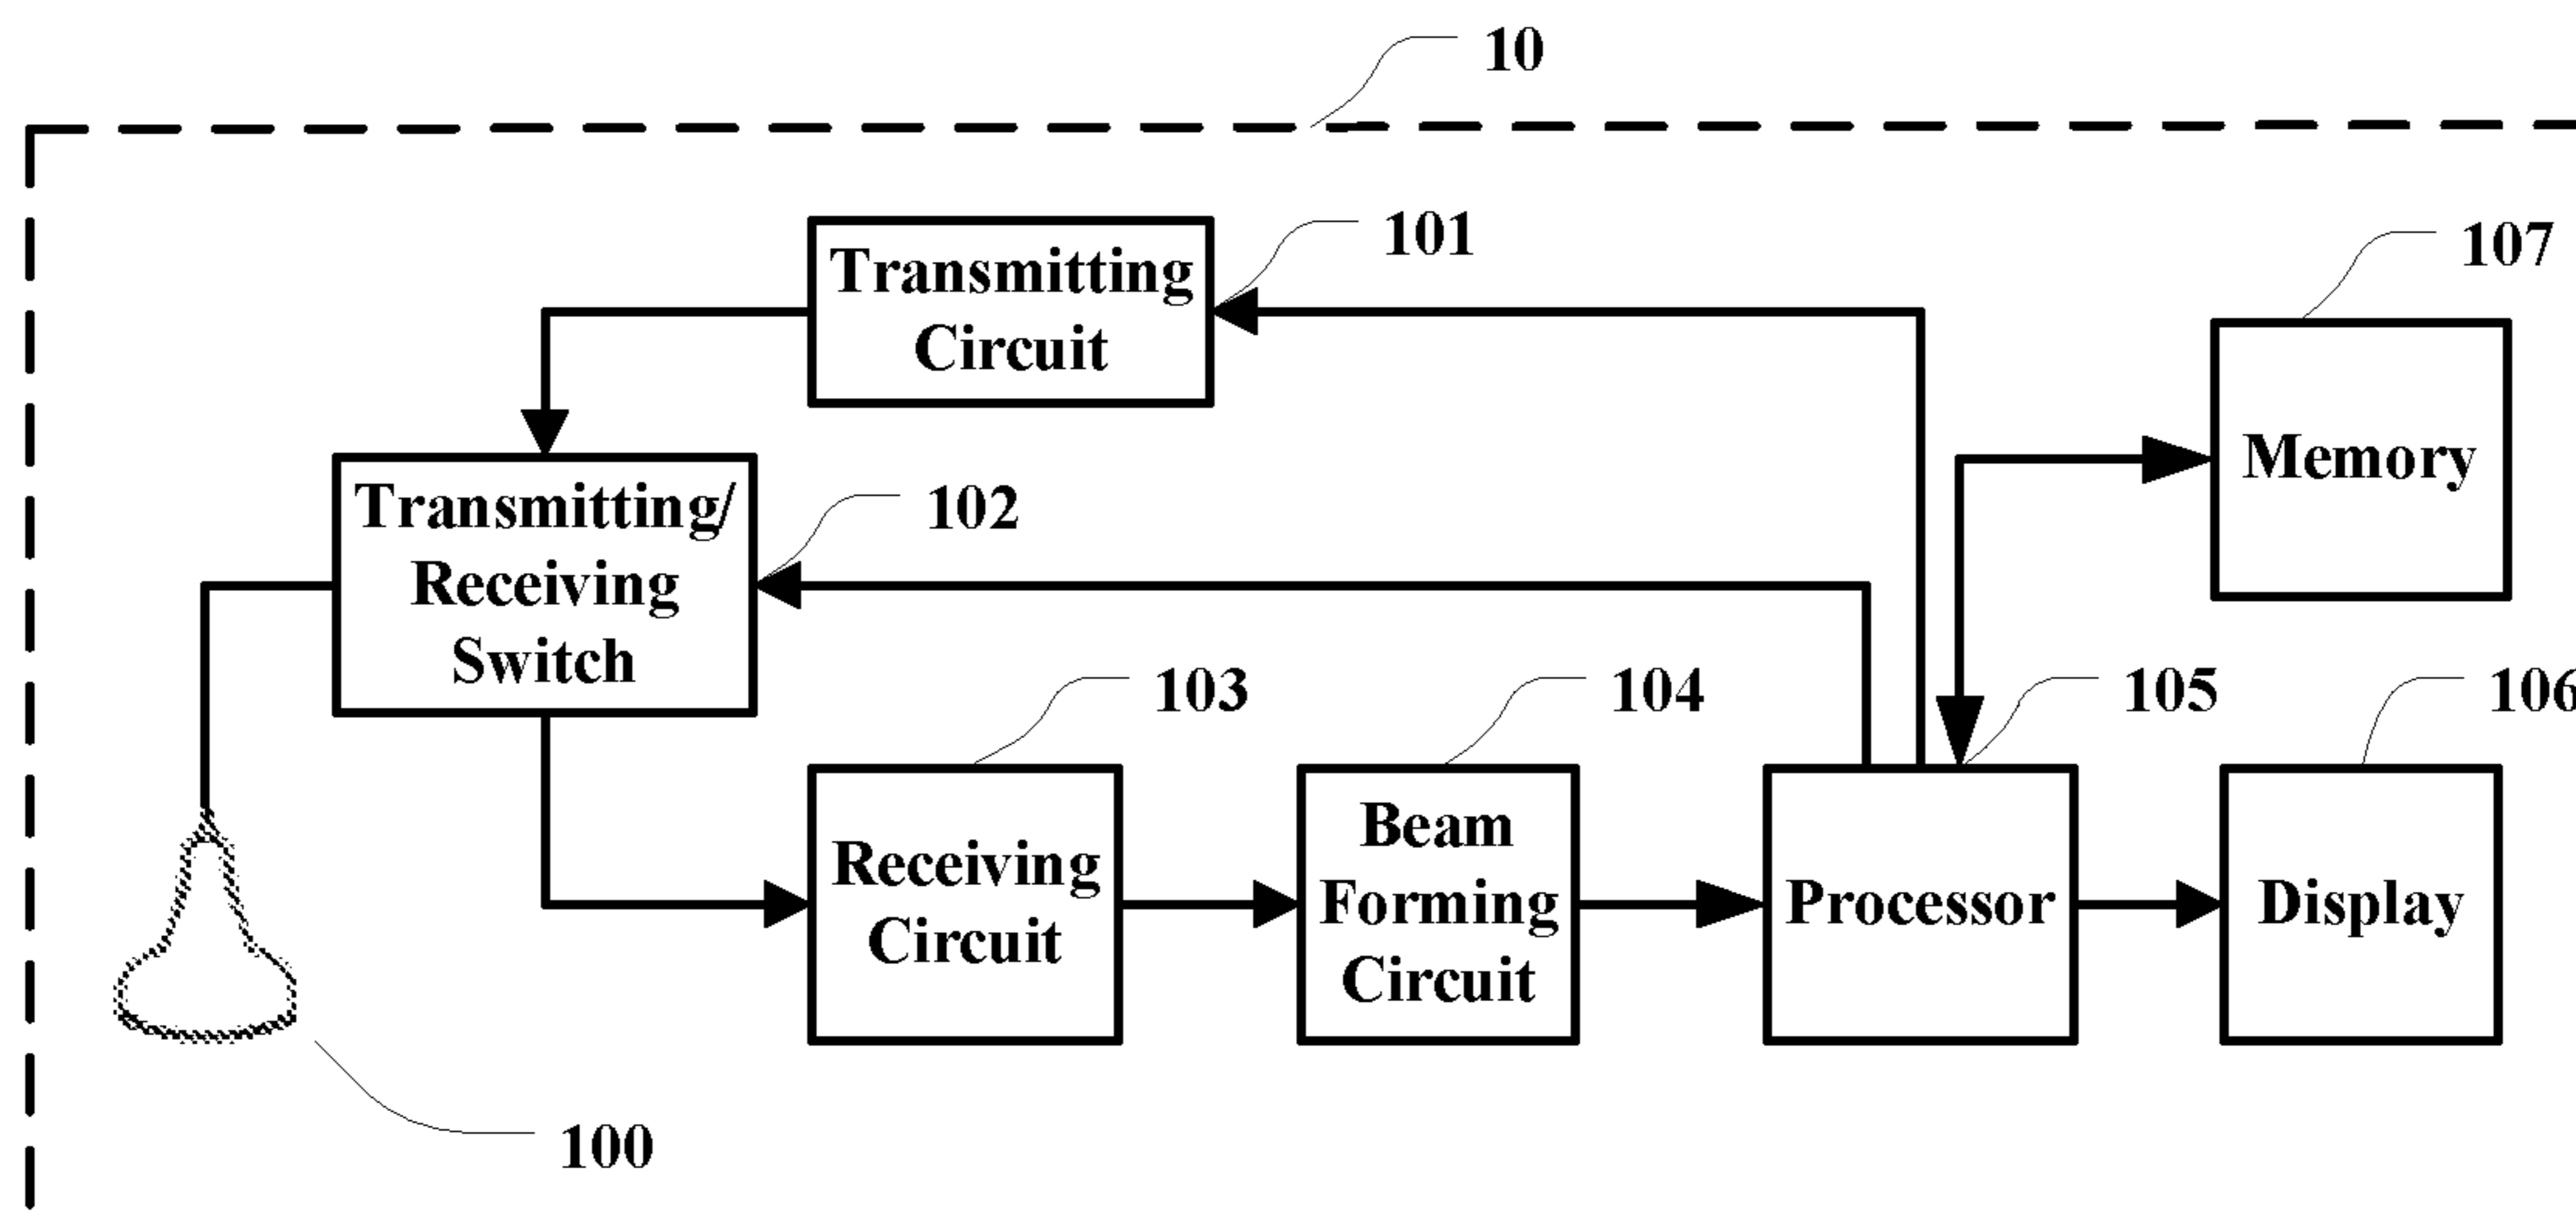 10
101
Transmitting
Circuit
107
Memory
Transmitting/
Receiving
Switch
102
103
104
105
106
Receiving
Circuit
Beam
Forming
Circuit
Processor
Display
100